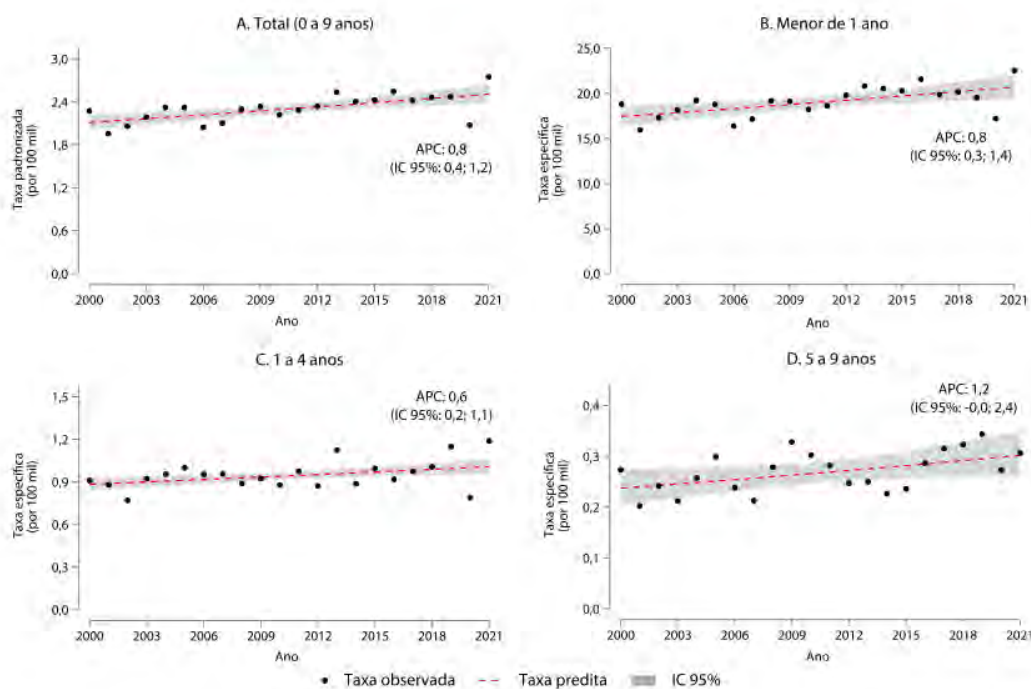 A. Total (0 a 9 anos)
Taxa padronizada
(por 100 mil)
3,0
2,4
1,8
1,2
0,6
0,0
APC: 0,8
(IC 95%: 0,4; 1,2)
2000 2003 2006 2009 2012 2015 2018 2021
Ano
B. Menor de 1 ano
Taxa específica
(por 100 mil)
25,0
20,0
15,0
10,0
5,0
0,0
APC: 0,8
(IC 95%: 0,3; 1,4)
2000 2003 2006 2009 2012 2015 2018 2021
Ano
C. 1 a 4 anos
Taxa específica
(por 100 mil)
1,5
1,2
0,9
0,6
0,3
0,0
APC: 0,6
(IC 95%: 0,2; 1,1)
2000 2003 2006 2009 2012 2015 2018 2021
Ano
D. 5 a 9 anos
Taxa específica
(por 100 mil)
0,4
0,3
0,2
0,1
0,0
APC: 1,2
(IC 95%: -0,0; 2,4)
2000 2003 2006 2009 2012 2015 2018 2021
Ano
Taxa observada Taxa predita IC 95%